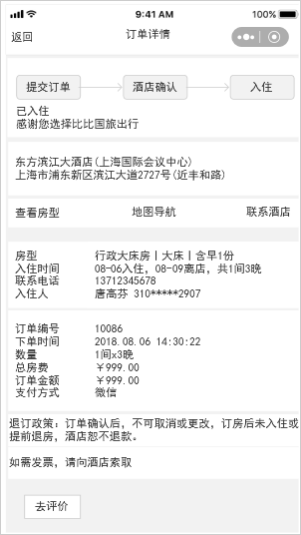 9:41 AM
100%
返回
订单详情
提交订单
酒店确认
入住
已入住
感谢您选择比比国旅出行
东方滨江大酒店(上海国际会议中心)
上海市浦东新区滨江大道2727号(近丰和路)
查看房型 地图导航 联系酒店
房型 行政大床房|大床|含早1份
入住时间 08-06入住，08-09离店，共1间3晚
联系电话 13712345678
入住人 唐高芬 310*****2907
订单编号 10086
下单时间 2018.08.06 14:30:22
数量 1间x3晚
总房费 ￥999.00
订单金额 ￥999.00
支付方式 微信
退订政策：订单确认后，不可取消或更改，订房后未入住或
提前退房，酒店恕不退款。
如需发票，请向酒店索取
去评价